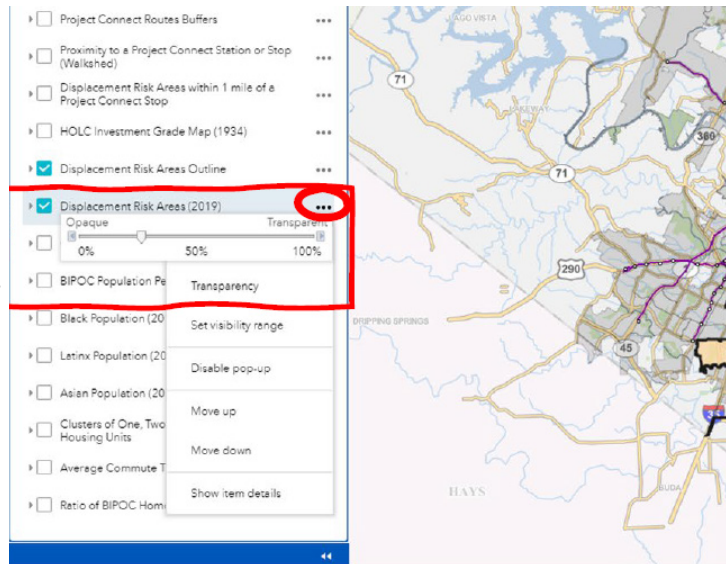 Project Connect Routes Buffers
...
Proximity to a Project Connect Station or Stop
(Walkshed)
...
Displacement Risk Areas within 1 mile of a
Project Connect Stop
...
HOLC Investment Grade Map (1934)
...
Displacement Risk Areas Outline
...
Displacement Risk Areas (2019)
...
Opaque Transparent
0% 50% 100%
BIPOC Population Pe
Transparency
Black Population (20
Set visibility range
Latinx Population (20
Disable pop-up
Asian Population (20
Move up
Clusters of One, Two
Housing Units
Move down
Average Commute T
Show item details
Ratio of BIPOC Hom
LAGO VISTA
71
LAKEWAY
360
71
290
DRIPPING SPRINGS
45
HAYS
BUDA